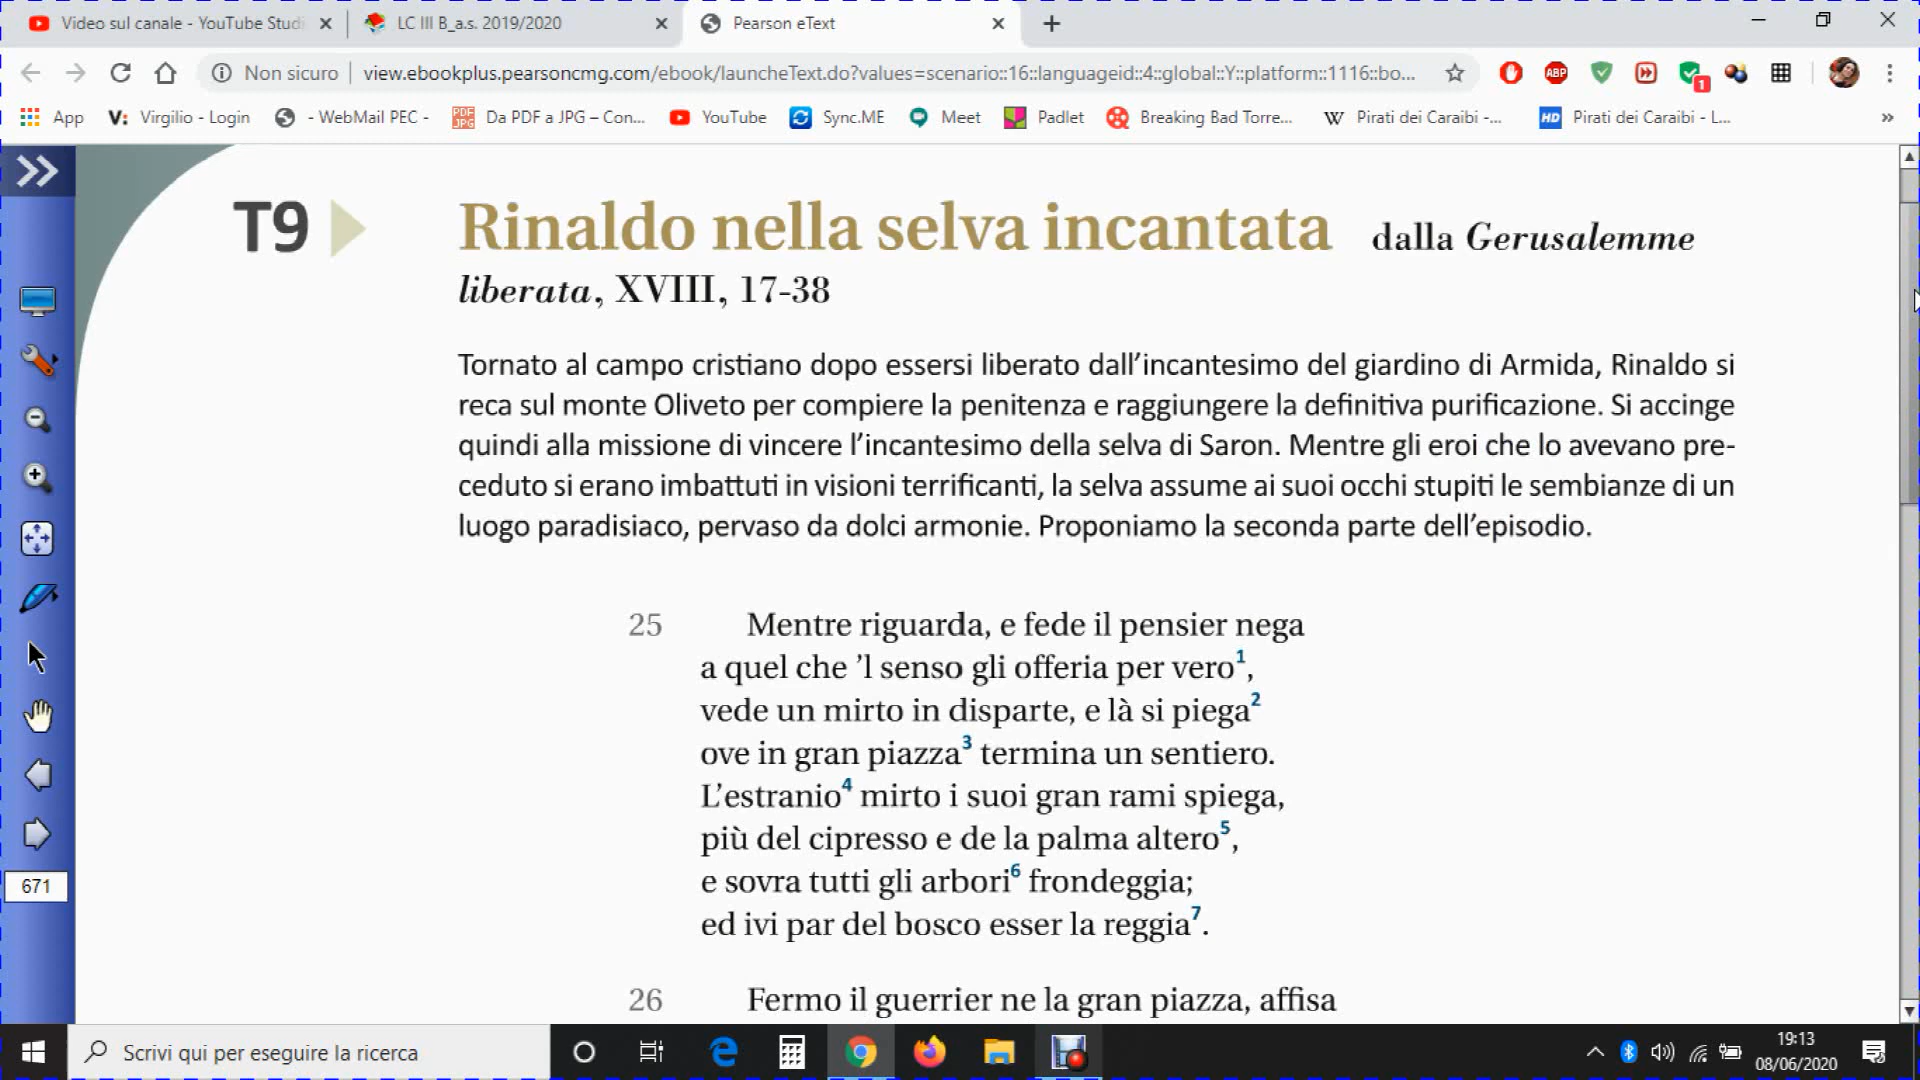 Video sul canale - YouTube Studi
LC III B_a.s. 2019/2020
Pearson eText
Non sicuro
view.ebookplus.pearsoncmg.com/ebook/launcheText.do?values=scenario::16::languageid::4::global::Y::platform::1116::bo...
ABP
1
App
V: Virgilio - Login
- WebMail PEC -
PDF JPG Da PDF a JPG – Con...
YouTube
Sync.ME
Meet
Padlet
Breaking Bad Torre...
W Pirati dei Caraibi -...
HD Pirati dei Caraibi - L...
»
T9
Rinaldo nella selva incantata dalla Gerusalemme
liberata, XVIII, 17-38
Tornato al campo cristiano dopo essersi liberato dall’incantesimo del giardino di Armida, Rinaldo si
reca sul monte Oliveto per compiere la penitenza e raggiungere la definitiva purificazione. Si accinge
quindi alla missione di vincere l’incantesimo della selva di Saron. Mentre gli eroi che lo avevano pre-
ceduto si erano imbattuti in visioni terrificanti, la selva assume ai suoi occhi stupiti le sembianze di un
luogo paradisiaco, pervaso da dolci armonie. Proponiamo la seconda parte dell’episodio.
25 Mentre riguarda, e fede il pensier nega
a quel che ’l senso gli offeria per vero1,
vede un mirto in disparte, e là si piega2
ove in gran piazza3 termina un sentiero.
L’estranio4 mirto i suoi gran rami spiega,
più del cipresso e de la palma altero5,
e sovra tutti gli arbori6 frondeggia;
ed ivi par del bosco esser la reggia7.
26 Fermo il guerrier ne la gran piazza, affisa
671
Scrivi qui per eseguire la ricerca
19:13
08/06/2020